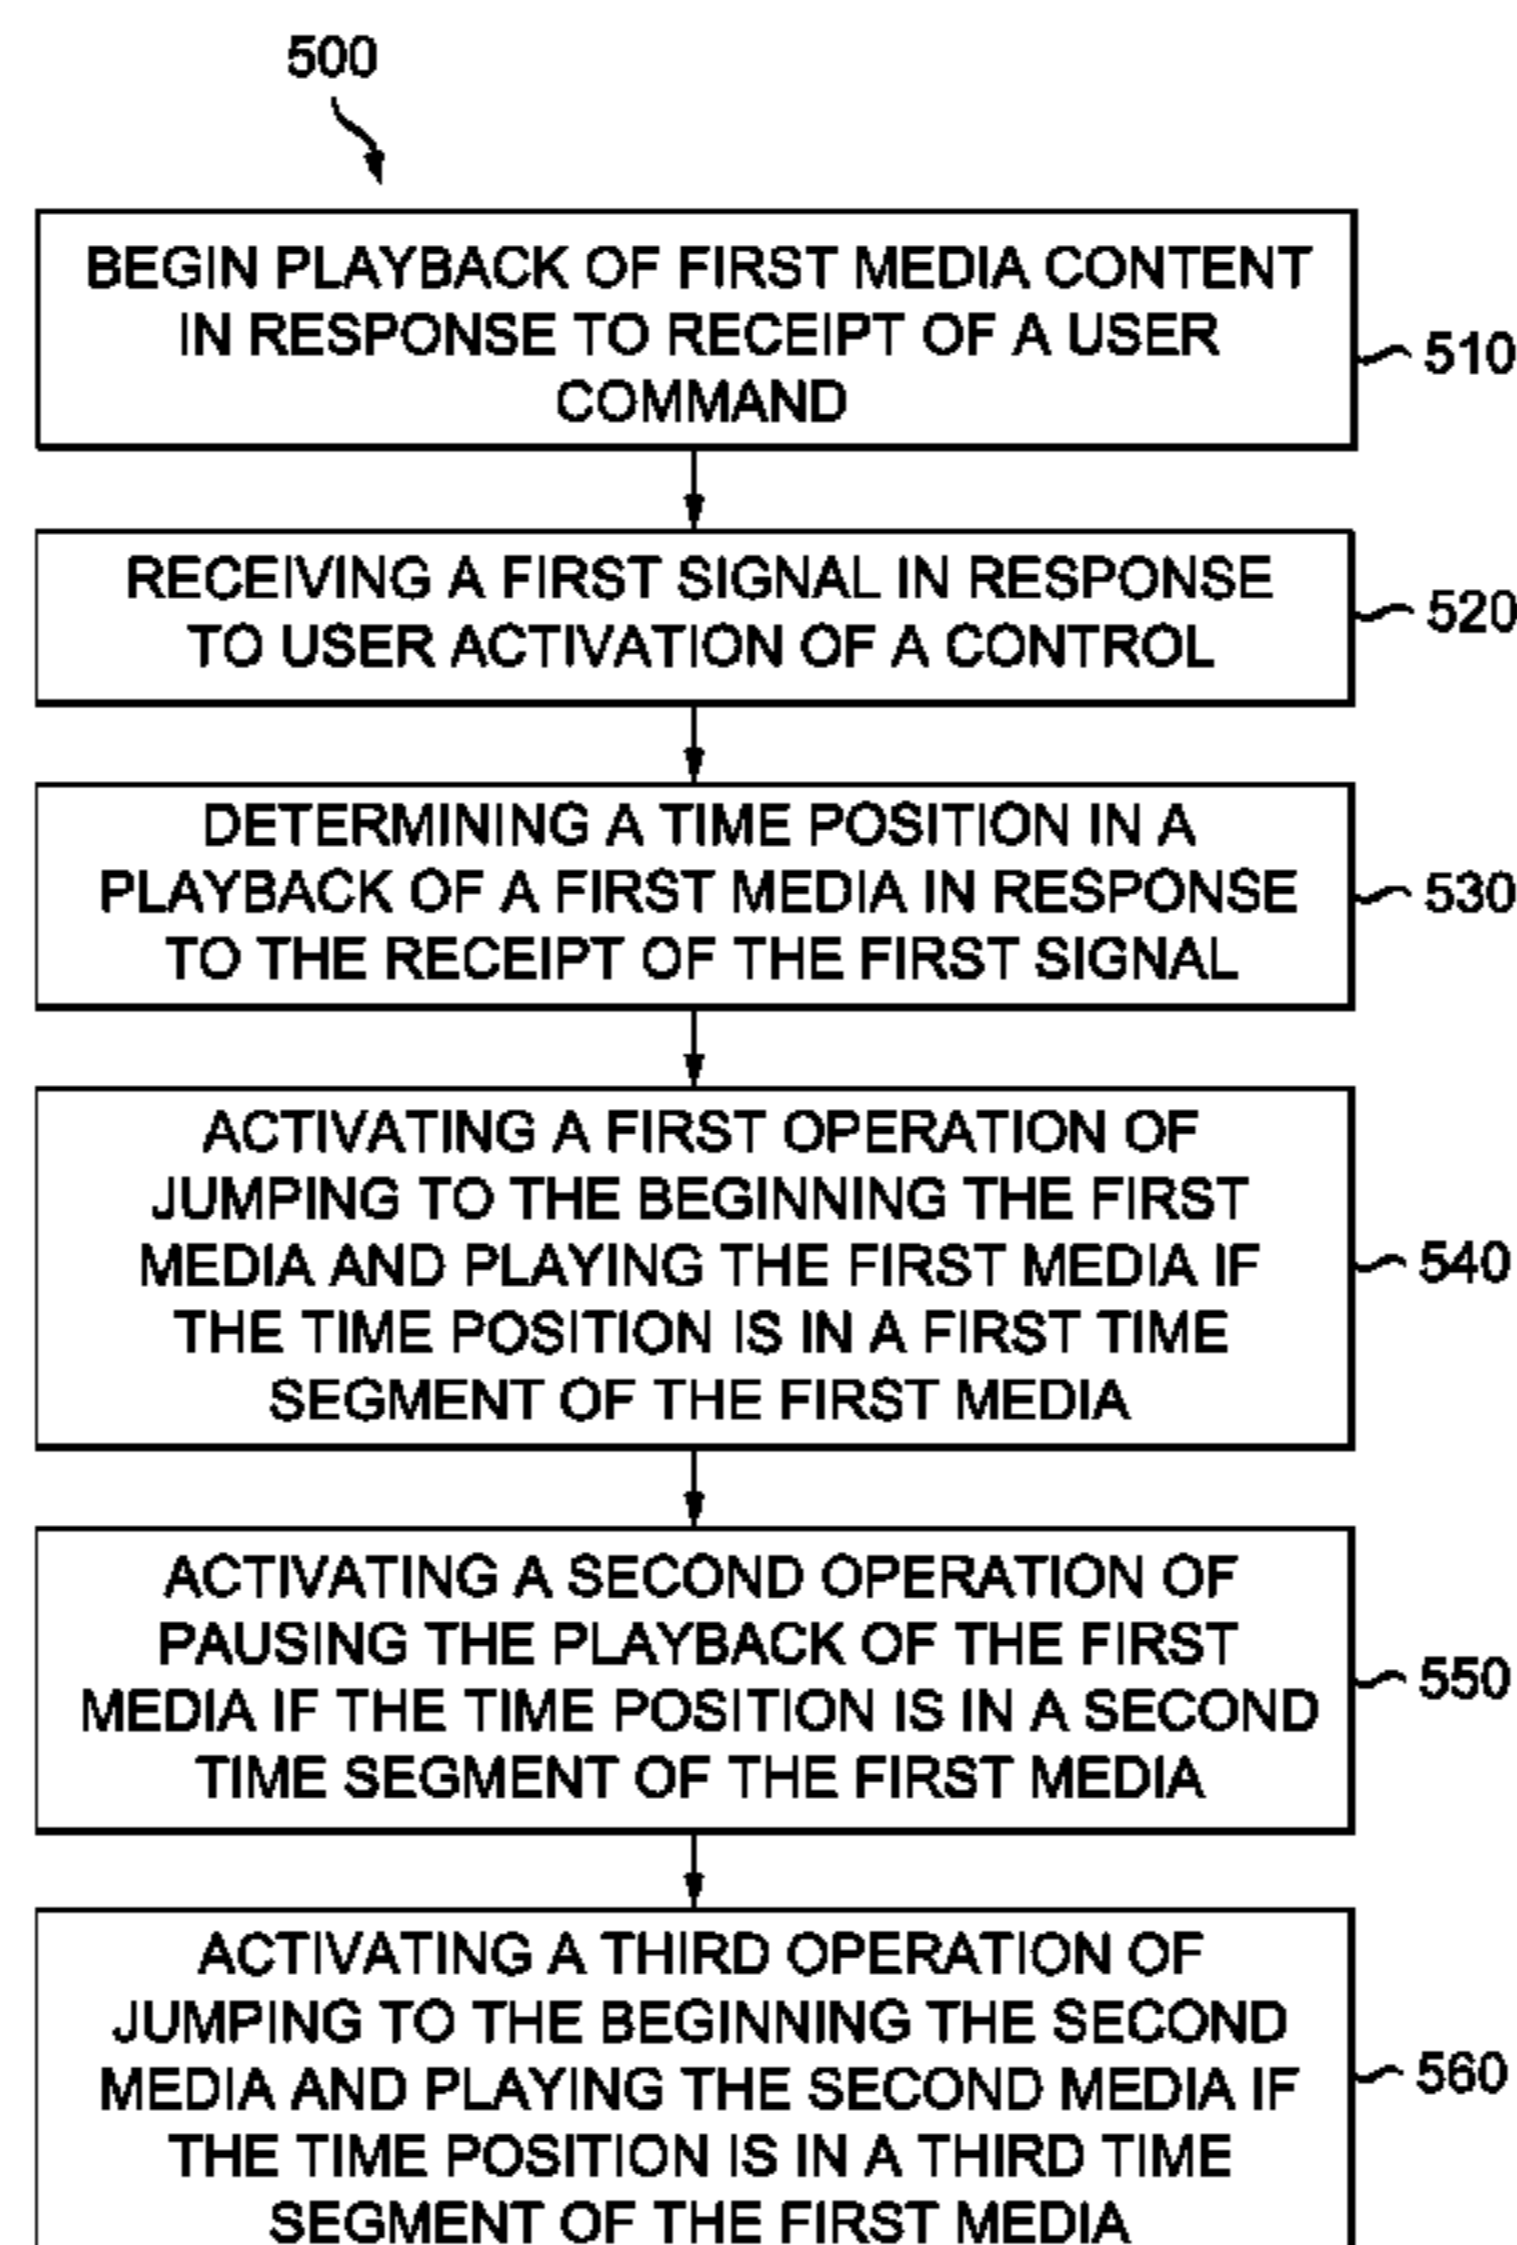 500
BEGIN PLAYBACK OF FIRST MEDIA CONTENT
IN RESPONSE TO RECEIPT OF A USER
COMMAND
510
RECEIVING A FIRST SIGNAL IN RESPONSE
TO USER ACTIVATION OF A CONTROL
520
DETERMINING A TIME POSITION IN A
PLAYBACK OF A FIRST MEDIA IN RESPONSE
TO THE RECEIPT OF THE FIRST SIGNAL
530
ACTIVATING A FIRST OPERATION OF
JUMPING TO THE BEGINNING THE FIRST
MEDIA AND PLAYING THE FIRST MEDIA IF
THE TIME POSITION IS IN A FIRST TIME
SEGMENT OF THE FIRST MEDIA
540
ACTIVATING A SECOND OPERATION OF
PAUSING THE PLAYBACK OF THE FIRST
MEDIA IF THE TIME POSITION IS IN A SECOND
TIME SEGMENT OF THE FIRST MEDIA
550
ACTIVATING A THIRD OPERATION OF
JUMPING TO THE BEGINNING THE SECOND
MEDIA AND PLAYING THE SECOND MEDIA IF
THE TIME POSITION IS IN A THIRD TIME
SEGMENT OF THE FIRST MEDIA
560